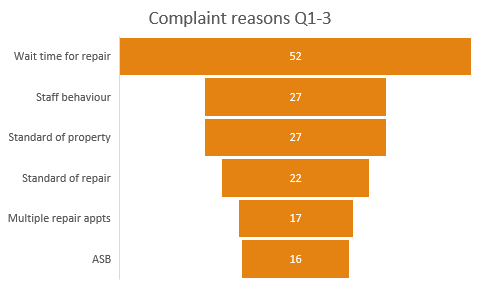 Complaint reasons Q1-3
Wait time for repair 52
Staff behaviour 27
Standard of property 27
Standard of repair 22
Multiple repair appts 17
ASB 16